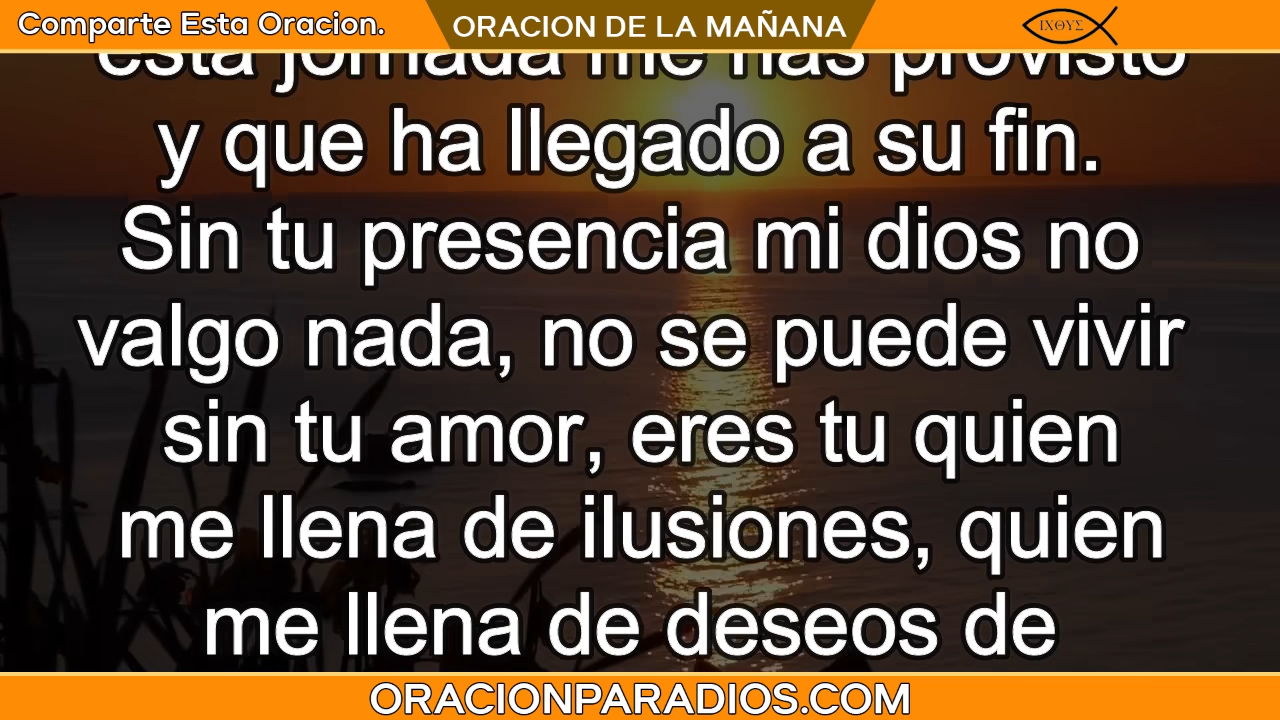 Comparte Esta Oracion.
ORACION DE LA MAÑANA
ΙΧΘΥΣ
esta jornada me has provisto
y que ha llegado a su fin.
Sin tu presencia mi dios no
valgo nada, no se puede vivir
sin tu amor, eres tu quien
me llena de ilusiones, quien
me llena de deseos de
ORACIONPARADIOS.COM